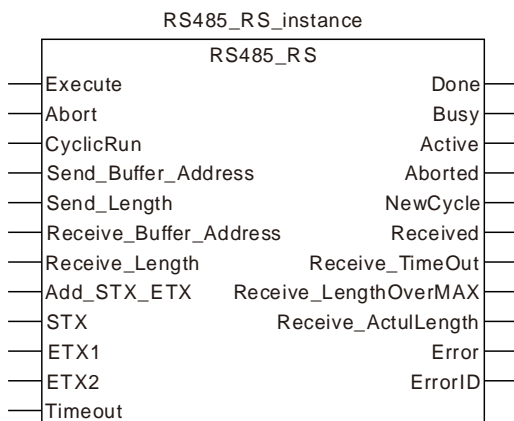 RS485_RS_instance
RS485_RS
Execute Done
Abort Busy
CyclicRun Active
Send_Buffer_Address Aborted
Send_Length NewCycle
Receive_Buffer_Address Received
Receive_Length Receive_TimeOut
Add_STX_ETX Receive_LengthOverMAX
STX Receive_ActulLength
ETX1 Error
ETX2 ErrorID
Timeout